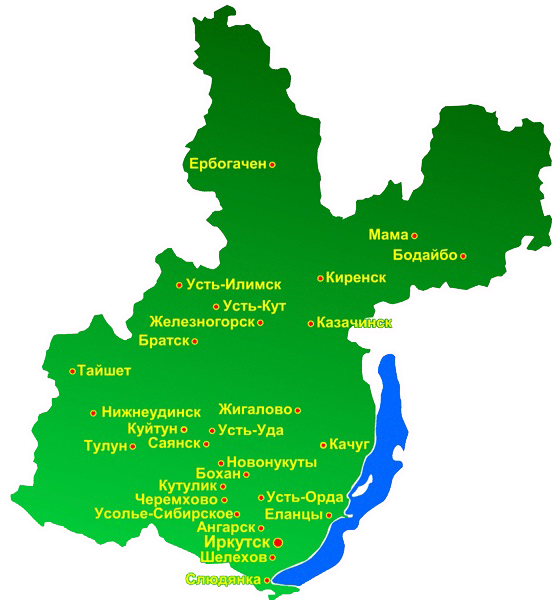 Ербогачен
Мама
Бодайбо
Киренск
Усть-Илимск
Усть-Кут
Железногорск
Казачинск
Братск
Тайшет
Нижнеудинск
Жигалово
Куйтун
Усть-Уда
Тулун
Саянск
Качуг
Новонукуты
Бохан
Кутулик
Черемхово
Усть-Орда
Усолье-Сибирское
Еланцы
Ангарск
Иркутск
Шелехов
Слюдянка